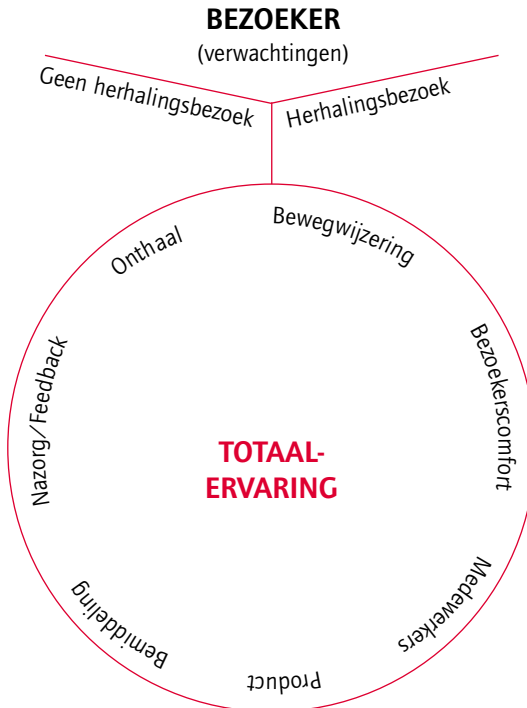 BEZOEKER
(verwachtingen)
Geen herhalingsbezoek
Herhalingsbezoek
Onthaal
Bewegwijzering
Nazorg/Feedback
Bezoekerscomfort
TOTAAL-
ERVARING
Bemiddeling
Medewerkers
Product